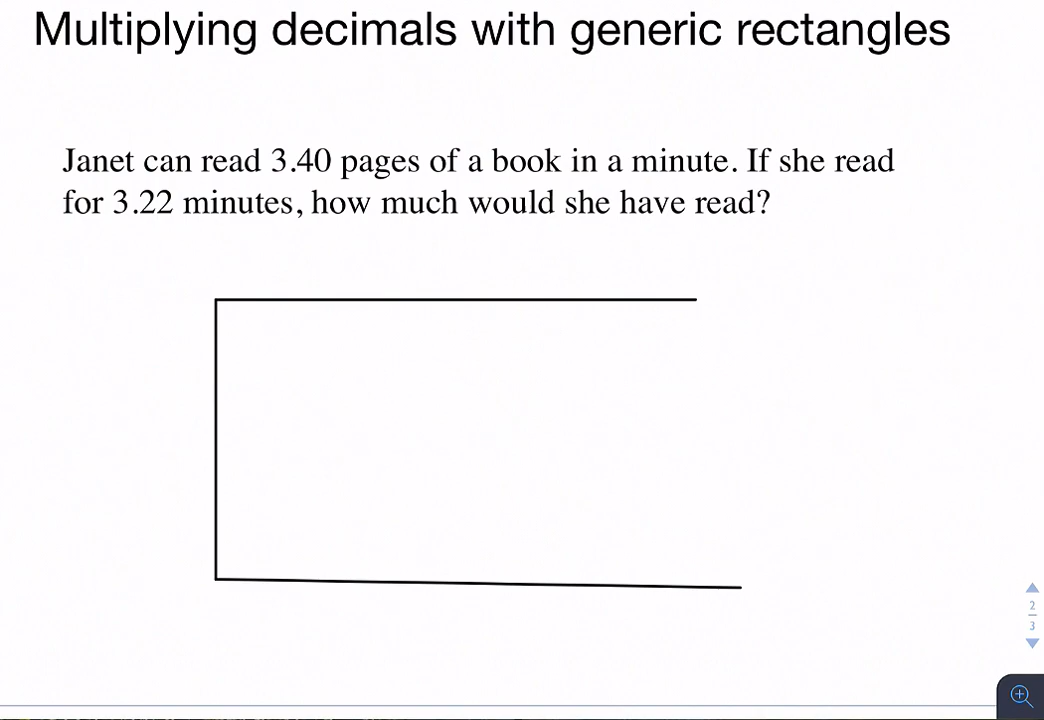 Multiplying decimals with generic rectangles
Janet can read 3.40 pages of a book in a minute. If she read
for 3.22 minutes, how much would she have read?
2
3